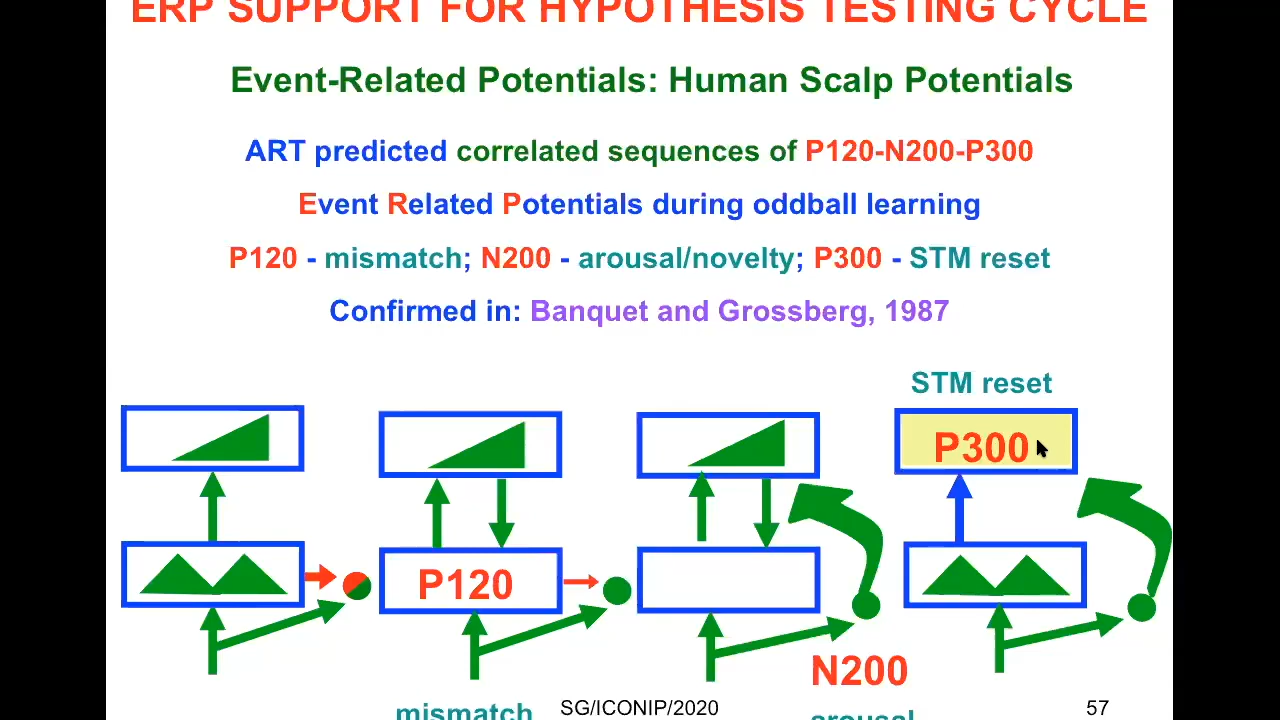 ERP SUPPORT FOR HYPOTHESIS TESTING CYCLE
Event-Related Potentials: Human Scalp Potentials
ART predicted correlated sequences of P120-N200-P300
Event Related Potentials during oddball learning
P120 - mismatch; N200 - arousal/novelty; P300 - STM reset
Confirmed in: Banquet and Grossberg, 1987
STM reset
P300
P120
N200
mismatch
arousal
SG/ICONIP/2020
57